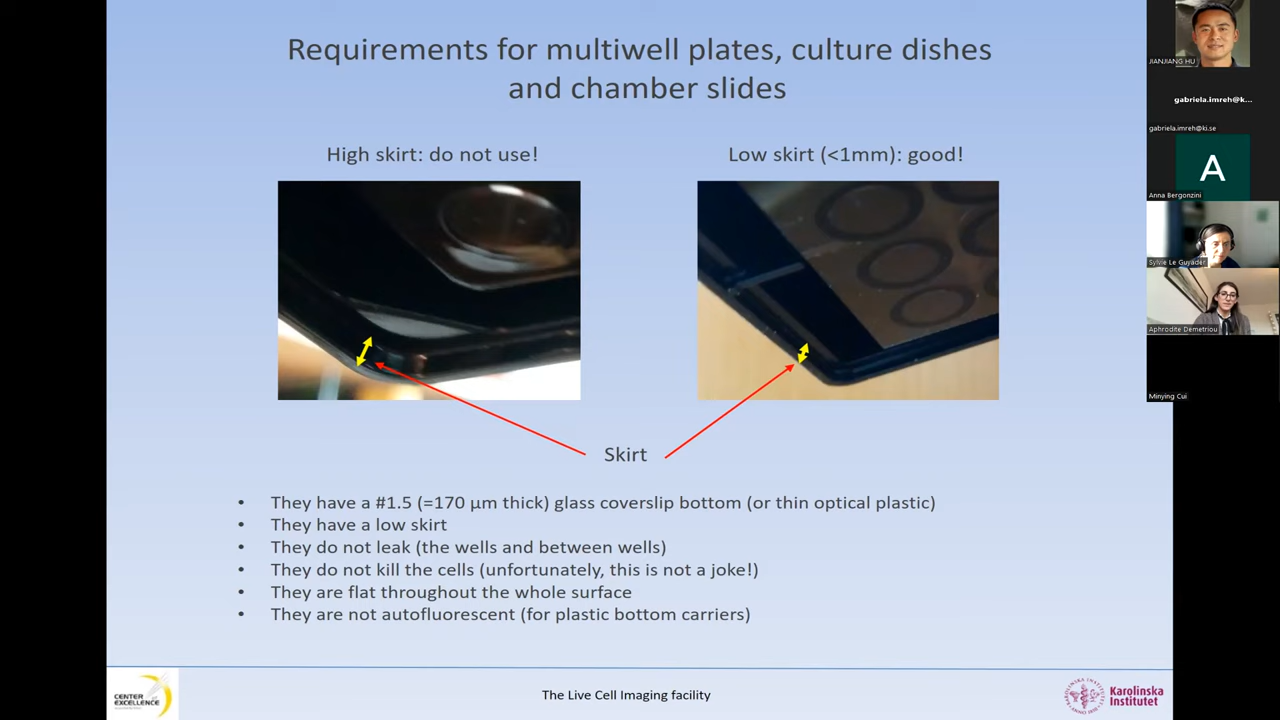 Requirements for multiwell plates, culture dishes
and chamber slides
High skirt: do not use!
Low skirt (<1mm): good!
Skirt
• They have a #1.5 (=170 µm thick) glass coverslip bottom (or thin optical plastic)
• They have a low skirt
• They do not leak (the wells and between wells)
• They do not kill the cells (unfortunately, this is not a joke!)
• They are flat throughout the whole surface
• They are not autofluorescent (for plastic bottom carriers)
CENTER OF
EXCELLENCE
The Live Cell Imaging facility
Karolinska
Institutet
JIANJIANG HU
gabriela.imreh@k...
gabriela.imreh@ki.se
A
Anna Bergonzini
Sylvie Le Guyader
Aphrodite Demetriou
Minying Cui